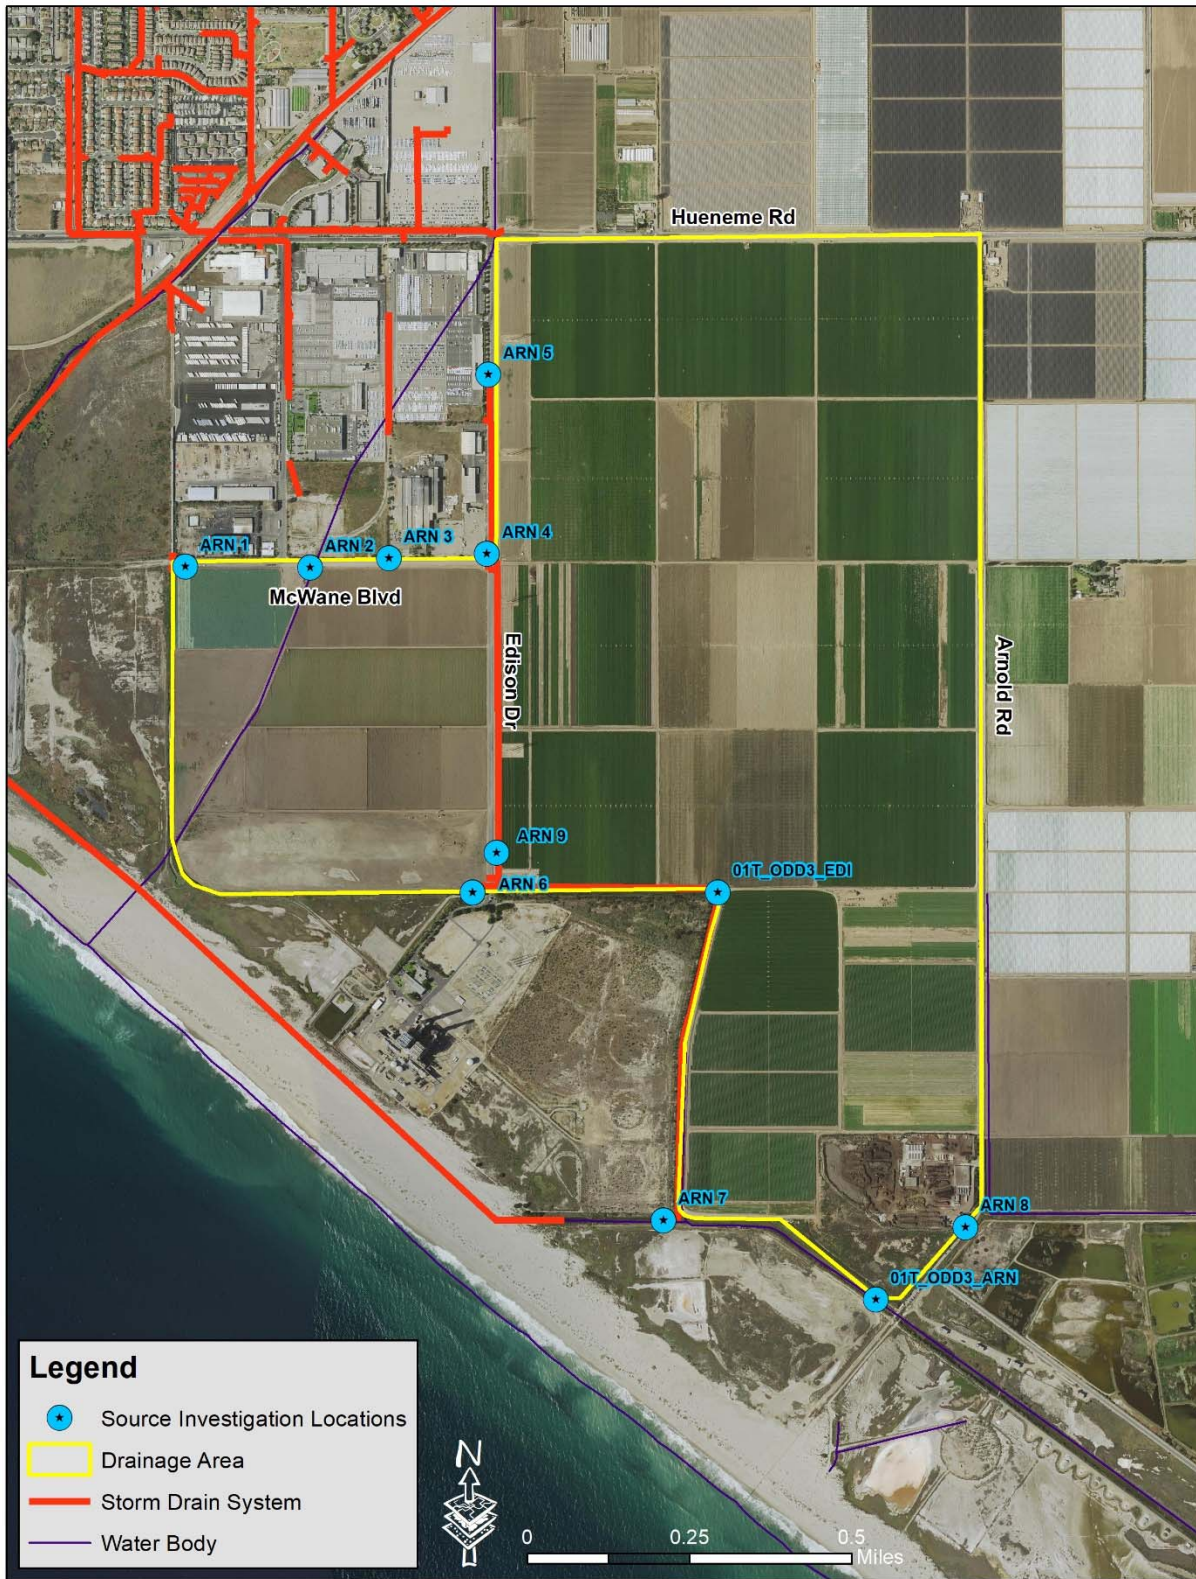 Hueneme Rd
ARN 5
ARN 4
ARN 3
ARN 2
ARN 1
McWane Blvd
Edison Dr
Arnold Rd
ARN 9
01T_ODD3_EDI
ARN 6
ARN 7
ARN 8
01T_ODD3_ARN
Legend
Source Investigation Locations
Drainage Area
Storm Drain System
Water Body
N
0 0.25 0.5
Miles